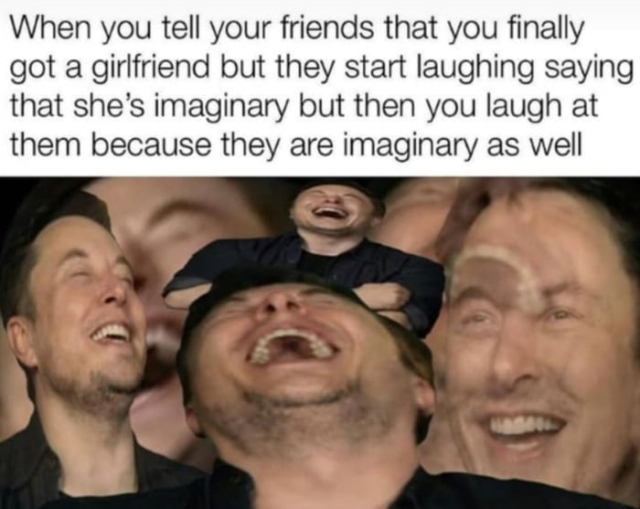 When you tell your friends that you finally
got a girlfriend but they start laughing saying
that she's imaginary but then you laugh at
them because they are imaginary as well